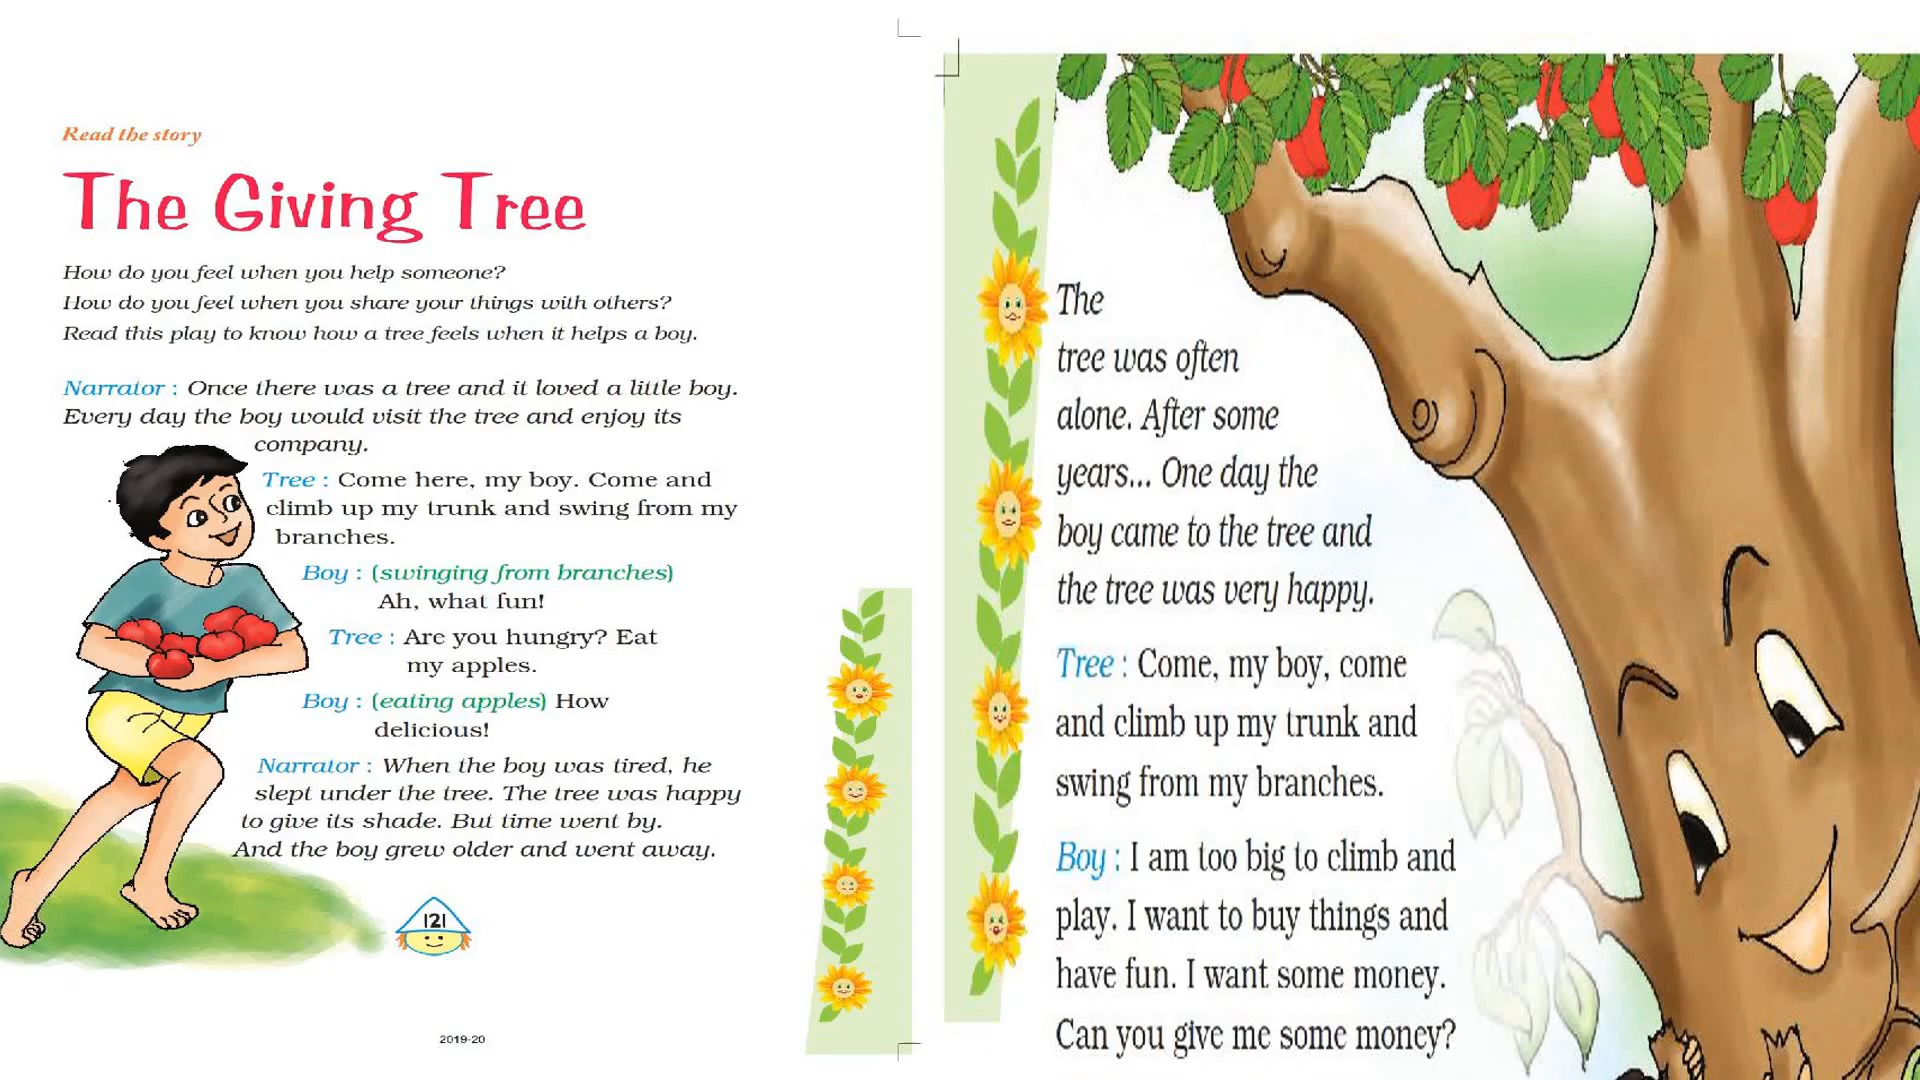 Read the story
The Giving Tree
How do you feel when you help someone?
How do you feel when you share your things with others?
Read this play to know how a tree feels when it helps a boy.
Narrator : Once there was a tree and it loved a little boy.
Every day the boy would visit the tree and enjoy its
company.
Tree : Come here, my boy. Come and
climb up my trunk and swing from my
branches.
Boy : (swinging from branches)
Ah, what fun!
Tree : Are you hungry? Eat
my apples.
Boy : (eating apples) How
delicious!
Narrator : When the boy was tired, he
slept under the tree. The tree was happy
to give its shade. But time went by.
And the boy grew older and went away.
121
2019-20
The
tree was often
alone. After some
years... One day the
boy came to the tree and
the tree was very happy.
Tree : Come, my boy, come
and climb up my trunk and
swing from my branches.
Boy : I am too big to climb and
play. I want to buy things and
have fun. I want some money.
Can you give me some money?